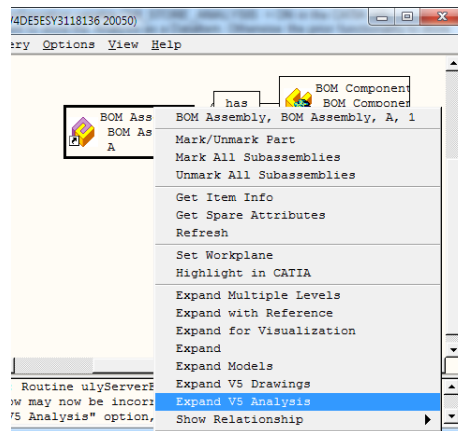 V4DE5ESY3118136 20050)
ery Options View Help
has
BOM Component
BOM Componer
BOM Ass
BOM As
A
BOM Assembly, BOM Assembly, A, 1
Mark/Unmark Part
Mark All Subassemblies
Unmark All Subassemblies
Get Item Info
Get Spare Attributes
Refresh
Set Workplane
Highlight in CATIA
Expand Multiple Levels
Expand with Reference
Expand for Visualization
Expand
Expand Models
Expand V5 Drawings
Expand V5 Analysis
Show Relationship
Routine ulyServerE
ow may now be incorr
V5 Analysis" option,